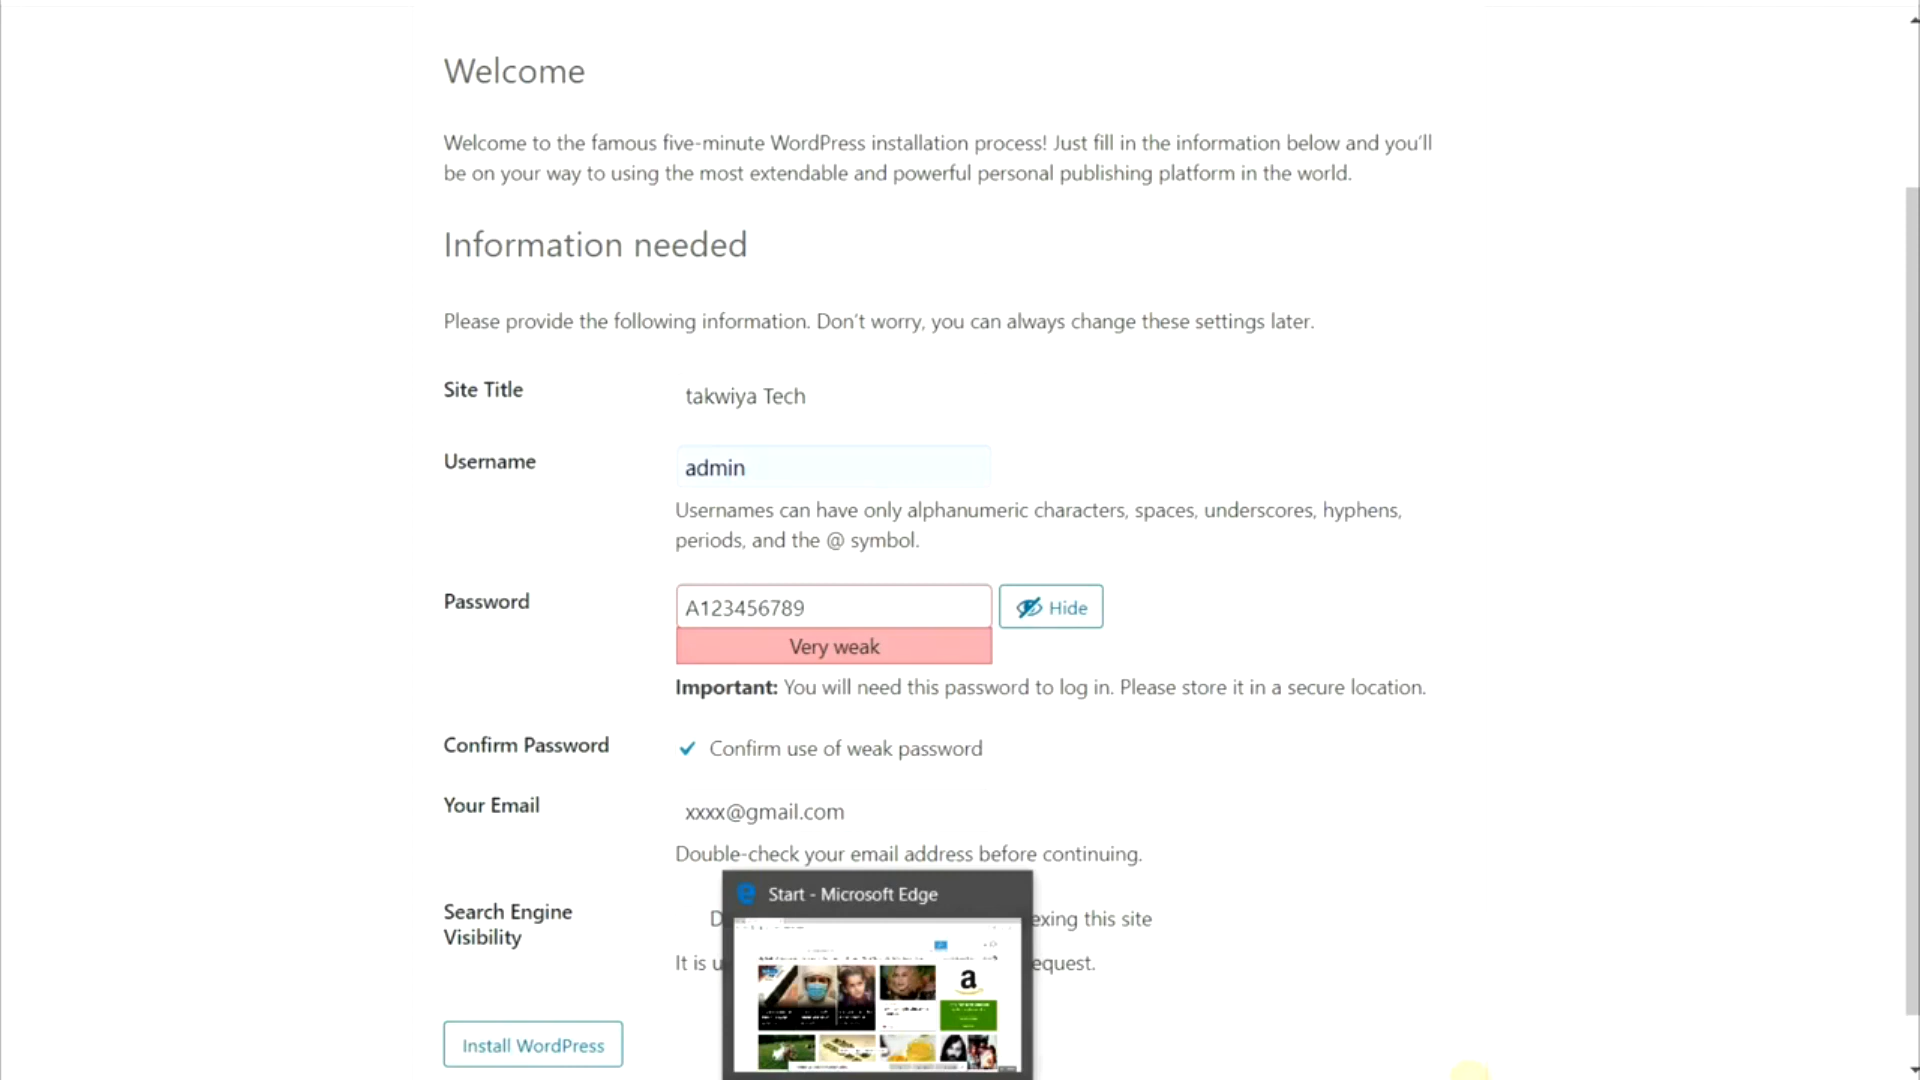 Welcome
Welcome to the famous five-minute WordPress installation process! Just fill in the information below and you'll
be on your way to using the most extendable and powerful personal publishing platform in the world.
Information needed
Please provide the following information. Don't worry, you can always change these settings later.
Site Title
takwiya Tech
Username
admin
Usernames can have only alphanumeric characters, spaces, underscores, hyphens,
periods, and the @ symbol.
Password
A123456789
Hide
Very weak
Important: You will need this password to log in. Please store it in a secure location.
Confirm Password
Confirm use of weak password
Your Email
xxxx@gmail.com
Double-check your email address before continuing.
Start - Microsoft Edge
Search Engine
Visibility
D
exing this site
It is u
equest.
a
Install WordPress